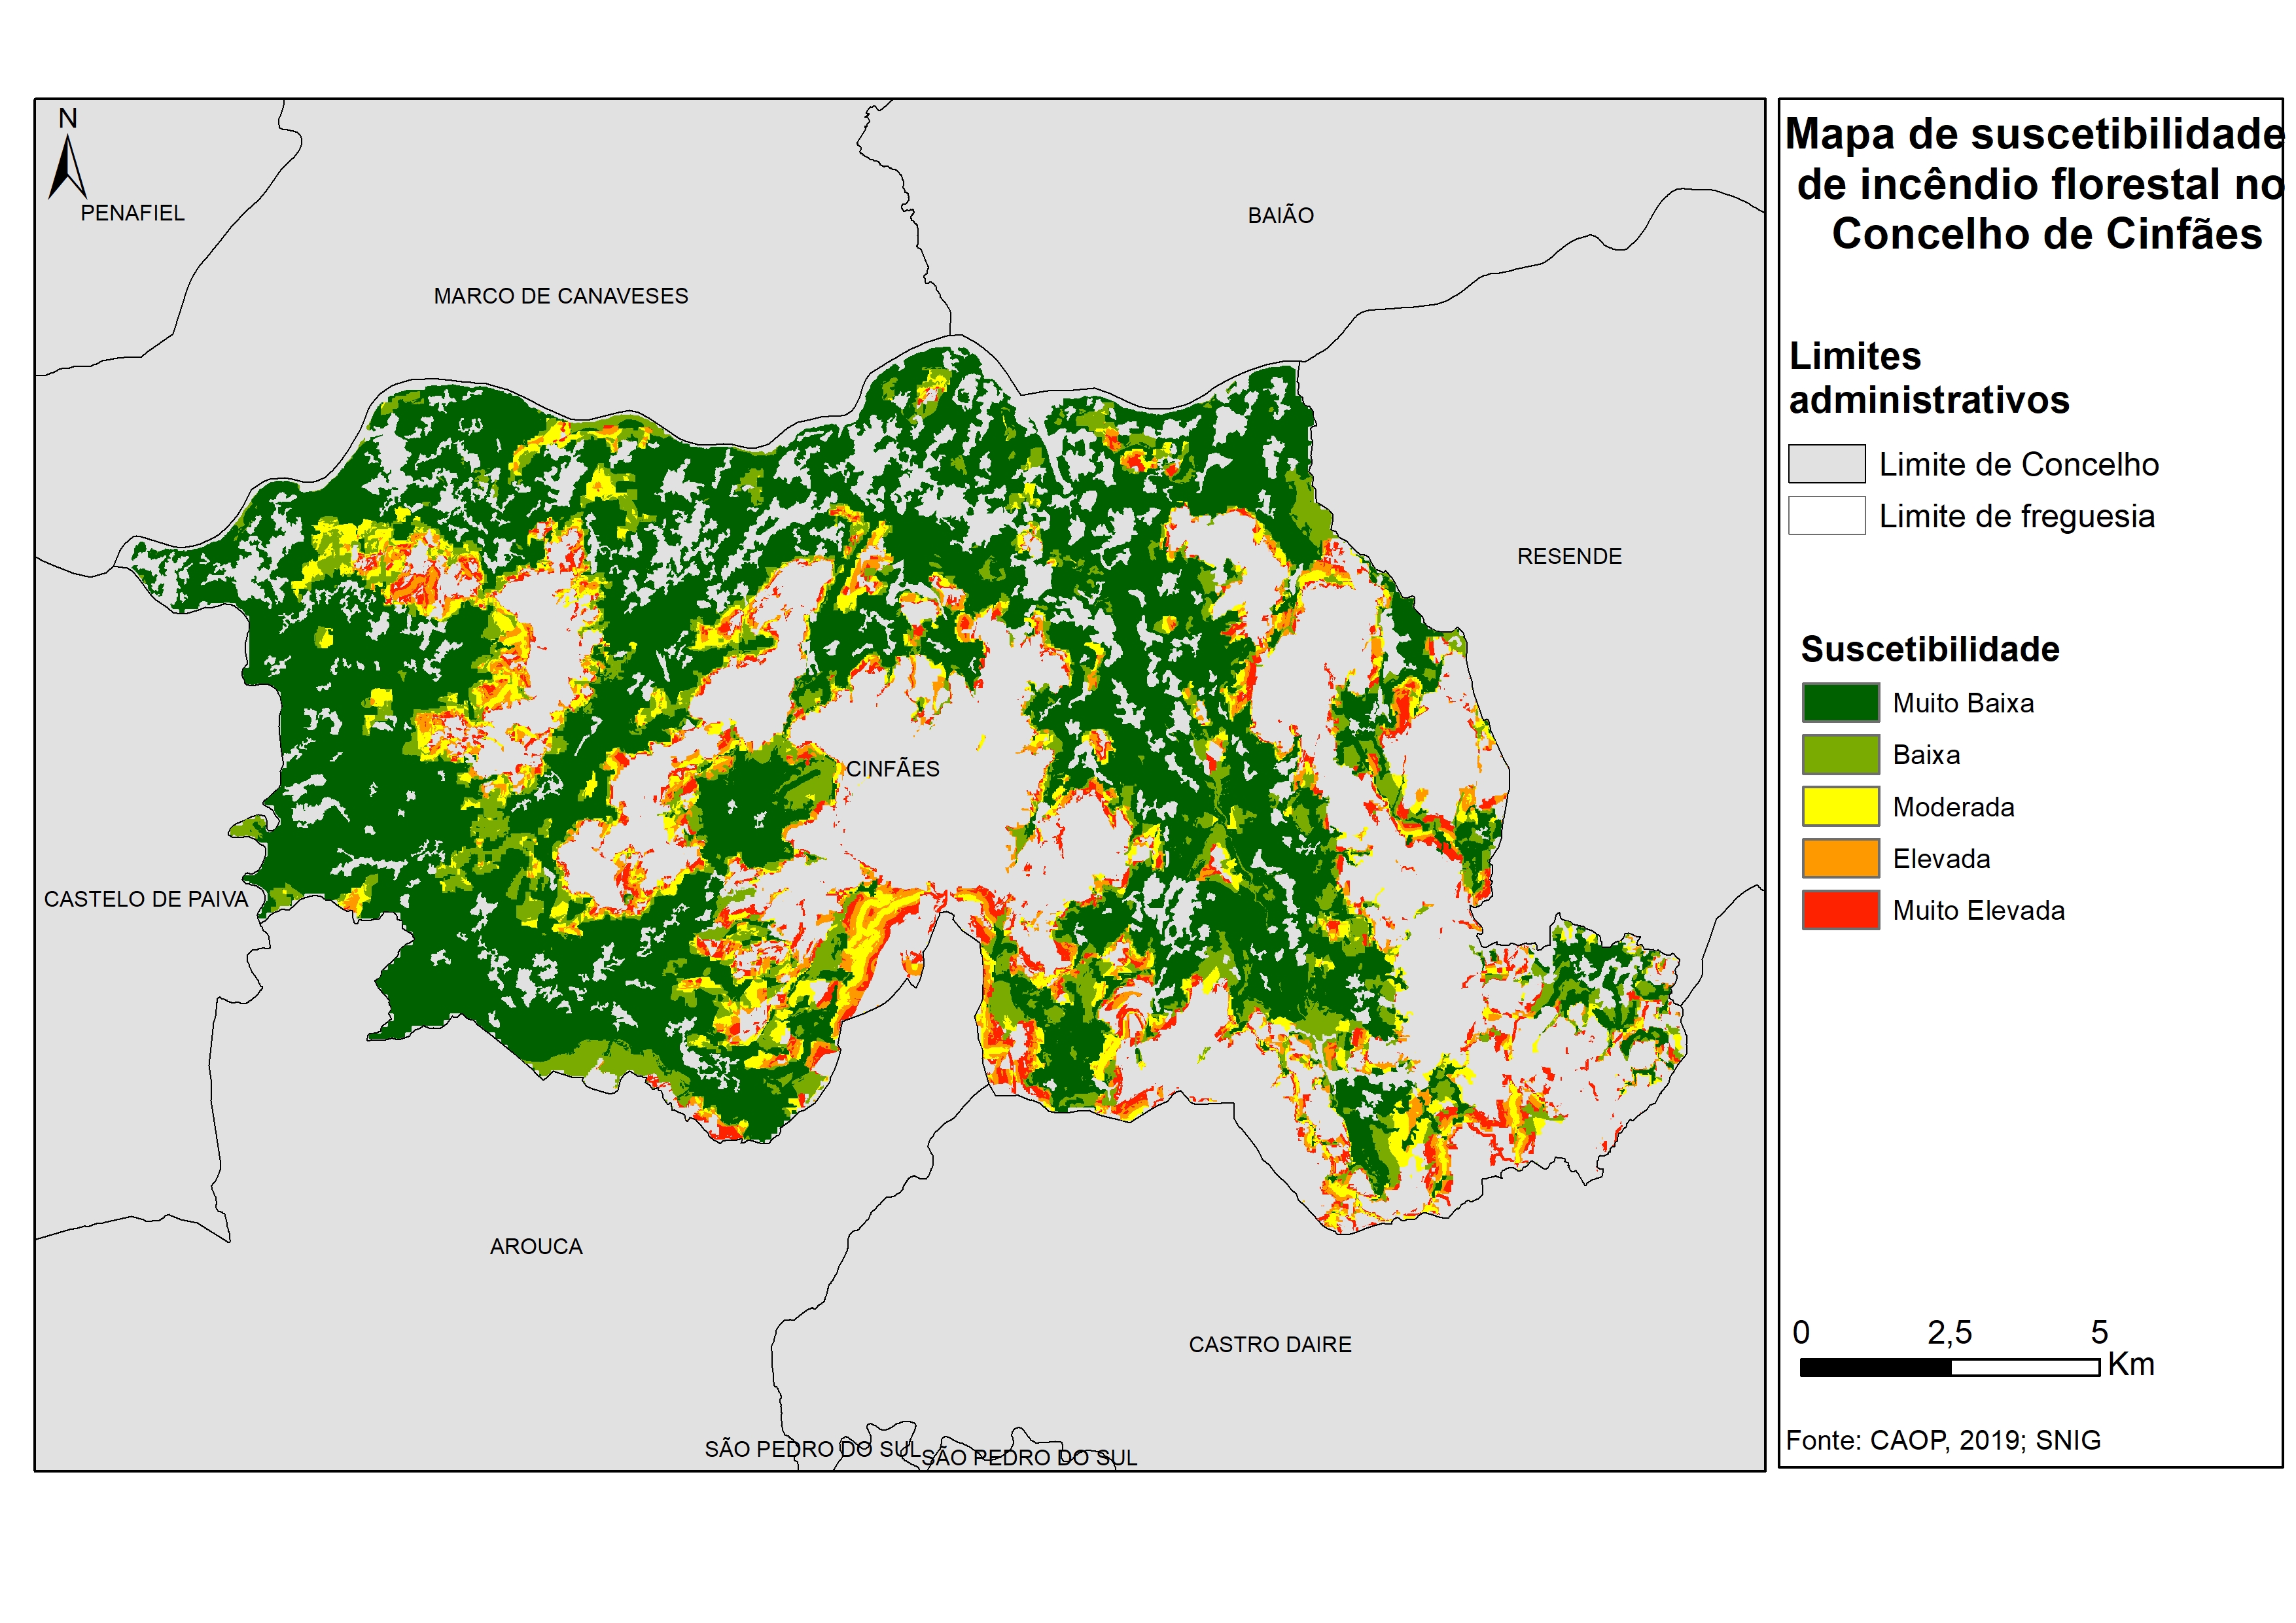 Mapa de suscetibilidade
de incêndio florestal no
Concelho de Cinfães
N
PENAFIEL
BAIÃO
MARCO DE CANAVESES
RESENDE
CINFÃES
CASTELO DE PAIVA
AROUCA
CASTRO DAIRE
SÃO PEDRO DO SUL
SÃO PEDRO DO SUL
Limites
administrativos
Limite de Concelho
Limite de freguesia
Suscetibilidade
Muito Baixa
Baixa
Moderada
Elevada
Muito Elevada
0 2,5 5
Km
Fonte: CAOP, 2019; SNIG